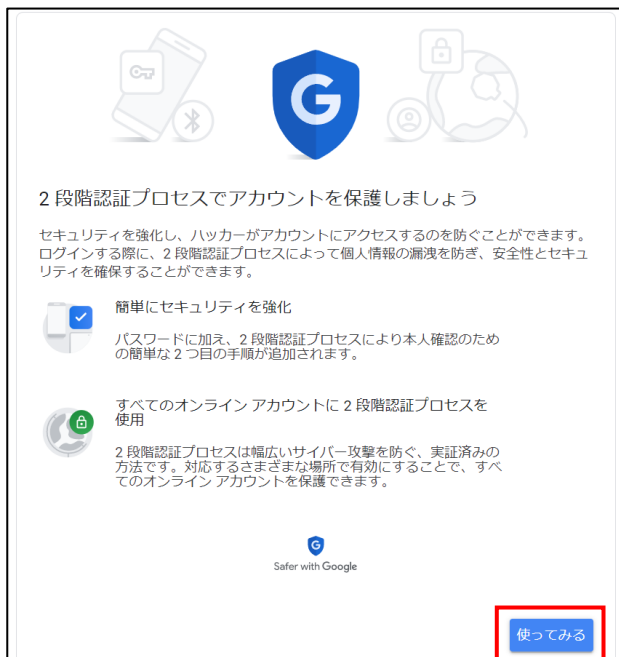 G
2 段階認証プロセスでアカウントを保護しましょう
セキュリティを強化し、ハッカーがアカウントにアクセスするのを防ぐことができます。
ログインする際に、2 段階認証プロセスによって個人情報の漏洩を防ぎ、安全性とセキュ
リティを確保することができます。
簡単にセキュリティを強化
パスワードに加え、2 段階認証プロセスにより本人確認のため
の簡単な 2 つ目の手順が追加されます。
すべてのオンライン アカウントに 2 段階認証プロセスを
使用
2 段階認証プロセスは幅広いサイバー攻撃を防ぐ、実証済みの
方法です。対応するさまざまな場所で有効にすることで、すべ
てのオンライン アカウントを保護できます。
G
Safer with Google
使ってみる